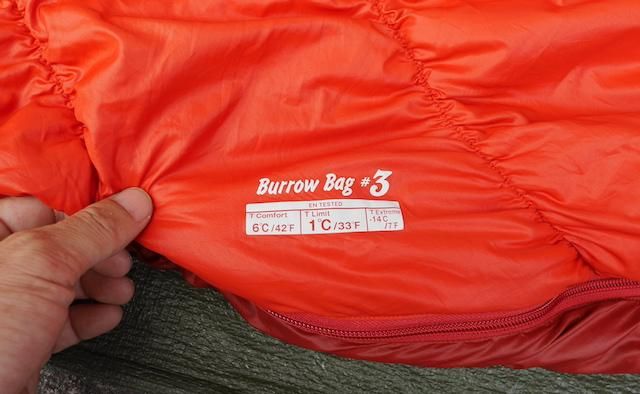 Burrow Bag #3
EN TESTED
T Comfort T Limit T Extreme
6℃/42℉ 1℃/33℉ -14℃/7℉